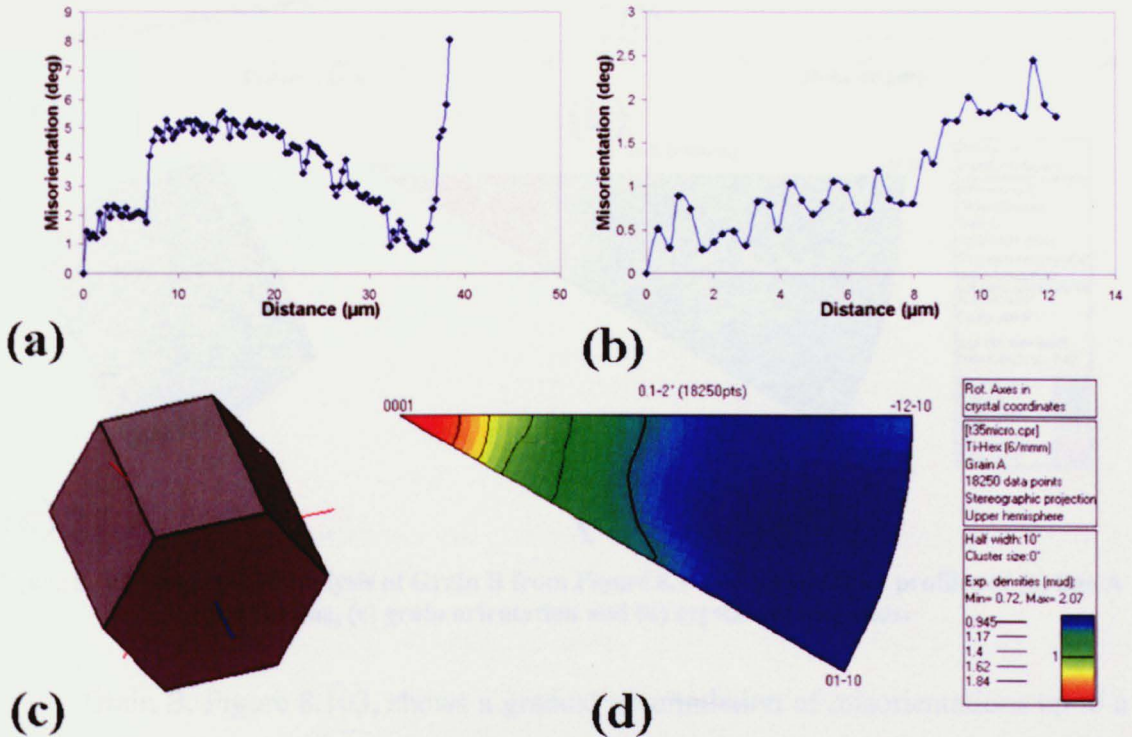 9
8
7
6
5
4
3
2
1
0
Misorientation (deg)
0 10 20 30 40 50
Distance (µm)
(a)
3
2.5
2
1.5
1
0.5
0
Misorientation (deg)
0 2 4 6 8 10 12 14
Distance (µm)
(b)
(c)
0.1-2° (18250pts)
0001
-12-10
01-10
(d)
Rot. Axes in
crystal coordinates
[t35micro.cpr]
Ti-Hex (6/mmm)
Grain A
18250 data points
Stereographic projection
Upper hemisphere
Half width:10°
Cluster size:0°
Exp. densities (mud):
Min= 0.72, Max= 2.07
0.945
1.17
1.4
1.62
1.84
1